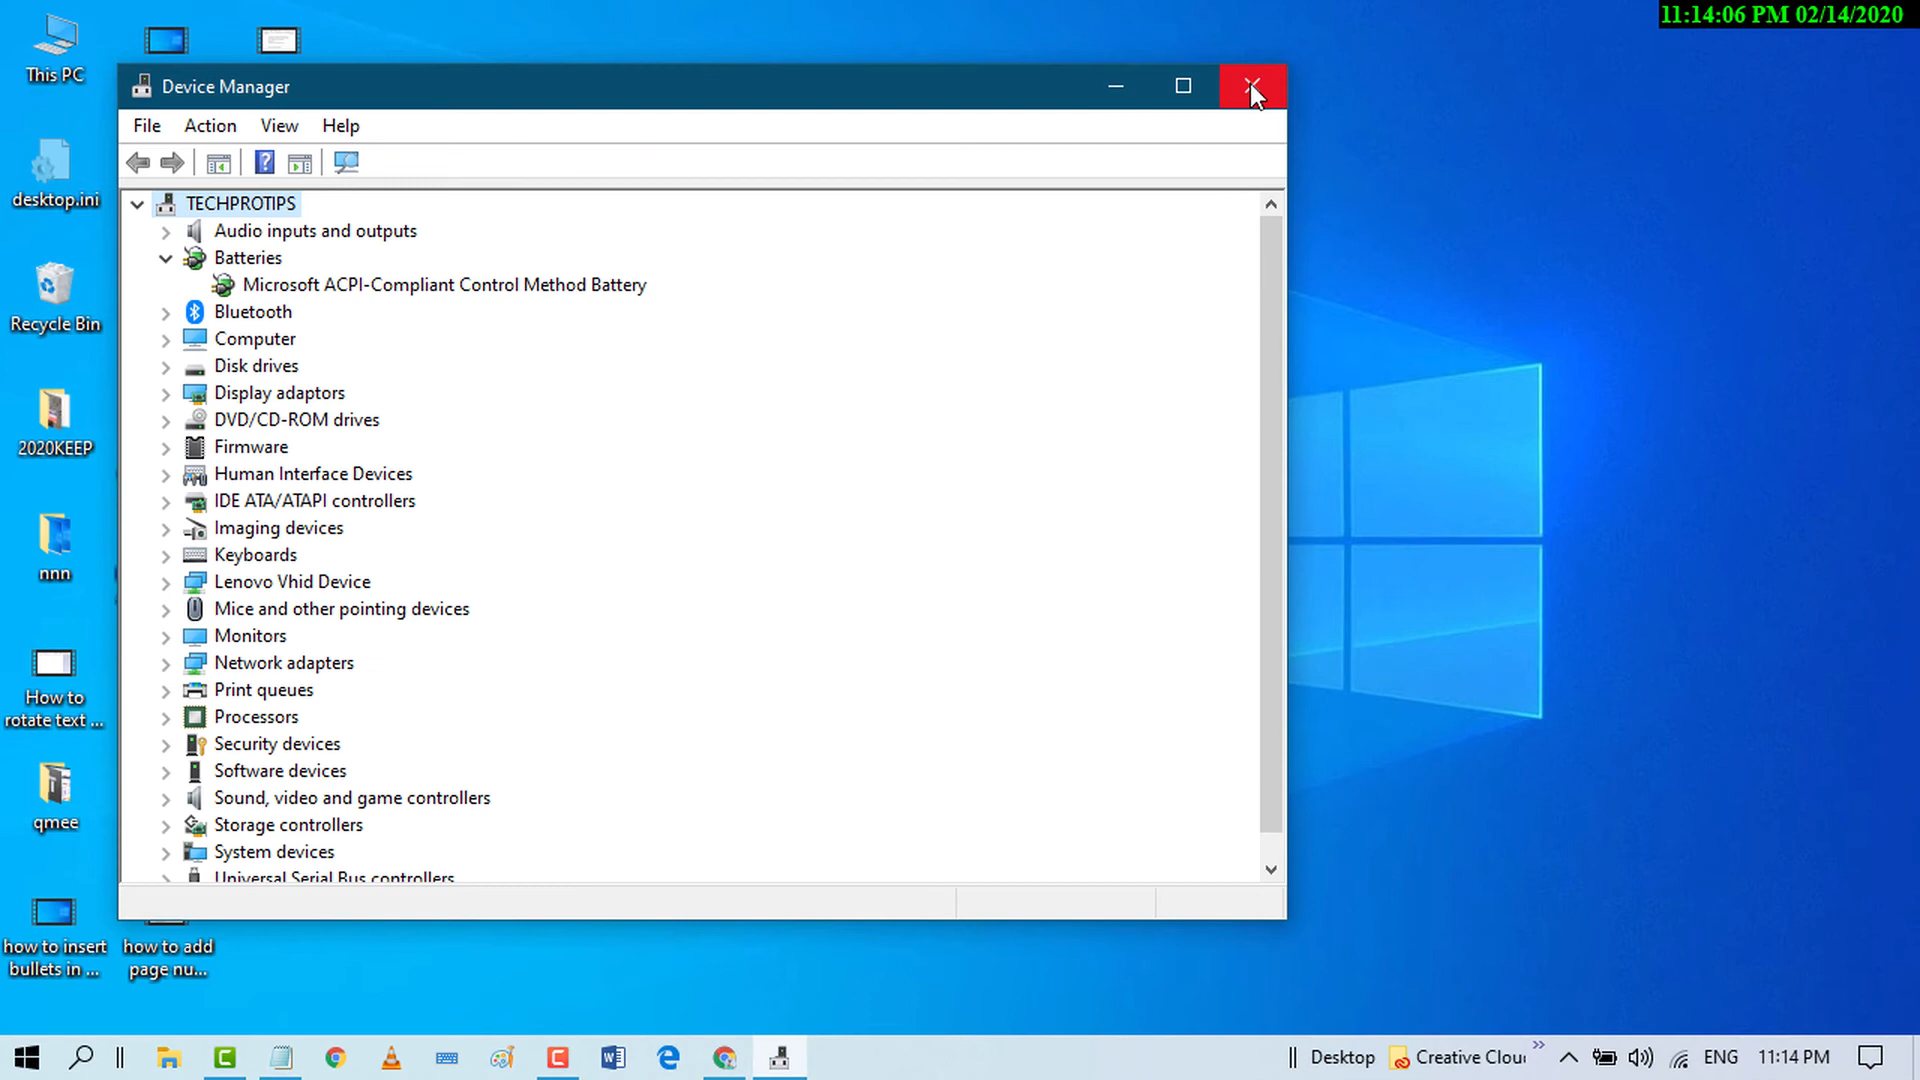 11:14:06 PM 02/14/2020
This PC
desktop.ini
Recycle Bin
2020KEEP
nnn
How to
rotate text ...
qmee
how to insert
bullets in ...
how to add
page nu...
Device Manager
File Action View Help
TECHPROTIPS
Audio inputs and outputs
Batteries
Microsoft ACPI-Compliant Control Method Battery
Bluetooth
Computer
Disk drives
Display adaptors
DVD/CD-ROM drives
Firmware
Human Interface Devices
IDE ATA/ATAPI controllers
Imaging devices
Keyboards
Lenovo Vhid Device
Mice and other pointing devices
Monitors
Network adapters
Print queues
Processors
Security devices
Software devices
Sound, video and game controllers
Storage controllers
System devices
Universal Serial Bus controllers
Desktop Creative Clou ENG 11:14 PM